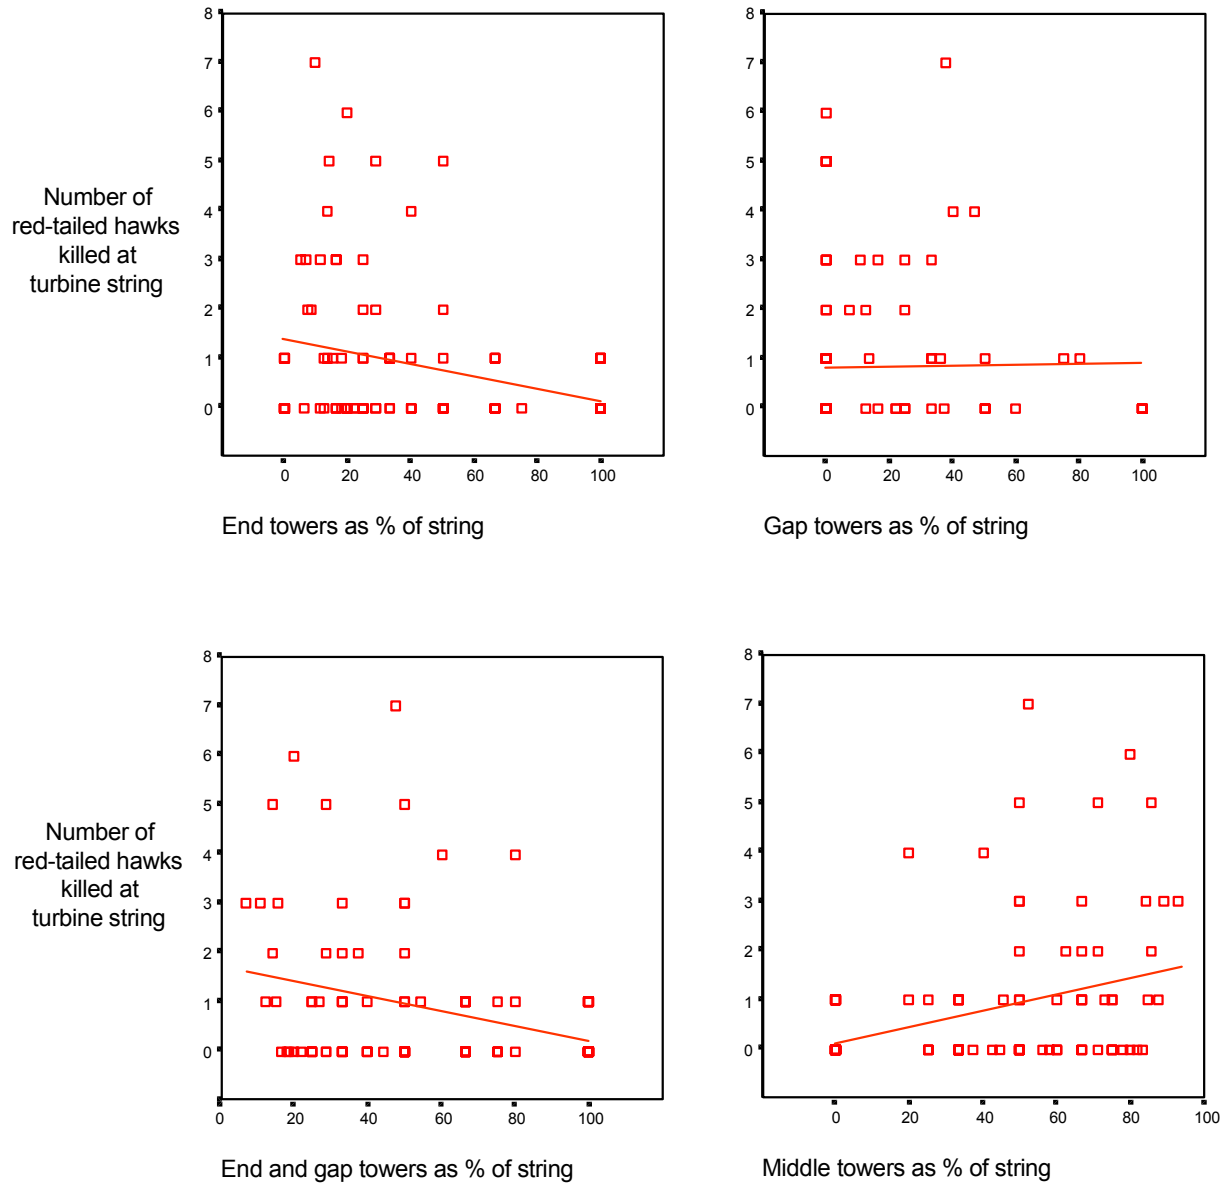 8
7
6
5
4
3
2
1
0
0 20 40 60 80 100
Number of
red-tailed hawks
killed at
turbine string
End towers as % of string
8
7
6
5
4
3
2
1
0
0 20 40 60 80 100
Gap towers as % of string
8
7
6
5
4
3
2
1
0
0 20 40 60 80 100
Number of
red-tailed hawks
killed at
turbine string
End and gap towers as % of string
8
7
6
5
4
3
2
1
0
0 20 40 60 80 100
Middle towers as % of string